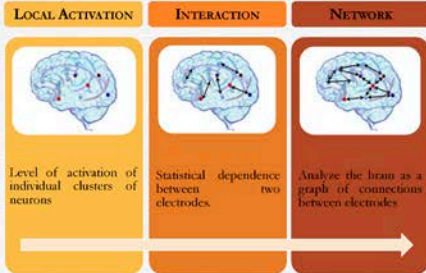 LOCAL ACTIVATION
INTERACTION
NETWORK
Level of activation of
individual clusters of
neurons
Statistical dependence
between two
electrodes.
Analyze the brain as a
graph of connections
between electrodes